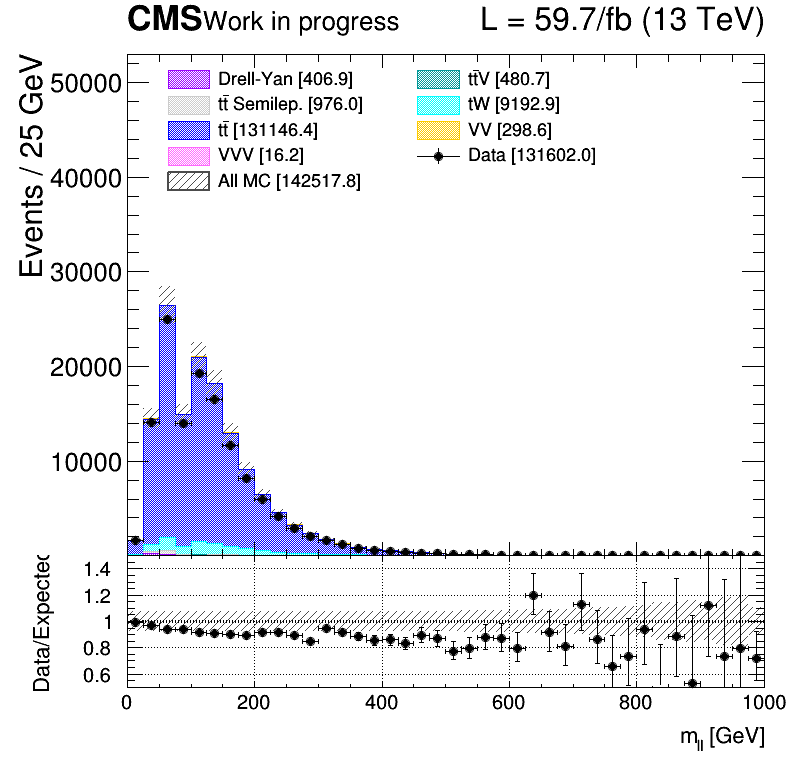 CMS Work in progress L = 59.7/fb (13 TeV)
Events / 25 GeV
50000
40000
30000
20000
10000
Drell-Yan [406.9]
tt̄ Semilep. [976.0]
tt̄ [131146.4]
VVV [16.2]
All MC [142517.8]
tt̄V [480.7]
tW [9192.9]
VV [298.6]
Data [131602.0]
Data/Expected
1.4
1.2
1
0.8
0.6
0 200 400 600 800 1000
m_ll [GeV]